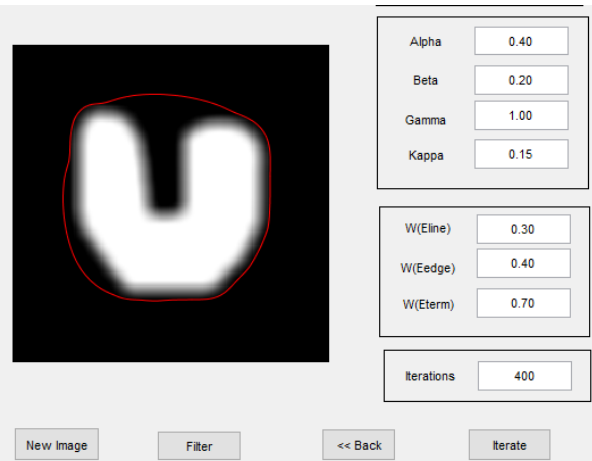 Alpha 0.40
Beta 0.20
Gamma 1.00
Kappa 0.15
W(Eline) 0.30
W(Eedge) 0.40
W(Eterm) 0.70
Iterations 400
New Image Filter << Back Iterate